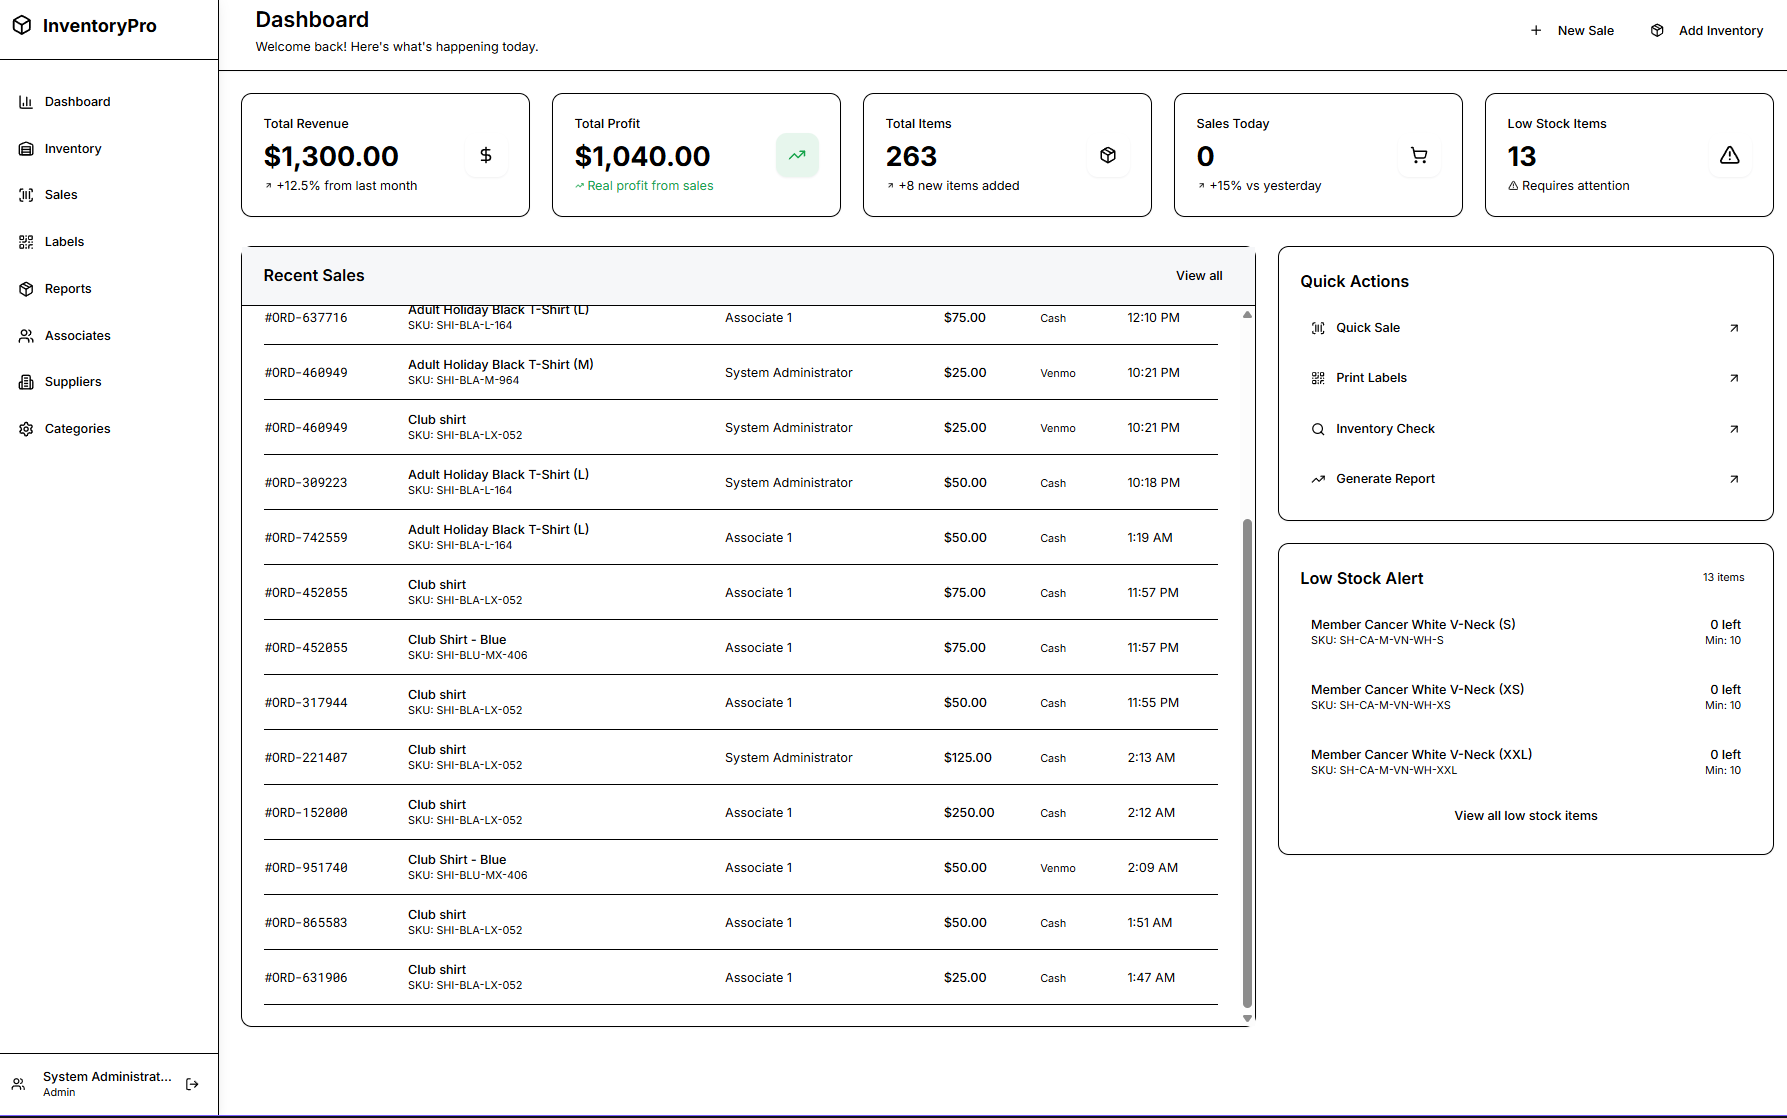 InventoryPro
Dashboard
Inventory
Sales
Labels
Reports
Associates
Suppliers
Categories
System Administrat...
Admin
Dashboard
Welcome back! Here's what's happening today.
New Sale
Add Inventory
Total Revenue
$1,300.00
+12.5% from last month
Total Profit
$1,040.00
Real profit from sales
Total Items
263
+8 new items added
Sales Today
0
+15% vs yesterday
Low Stock Items
13
Requires attention
Recent Sales View all
#ORD-637716 Adult Holiday Black T-Shirt (L) Associate 1 $75.00 Cash 12:10 PM
SKU: SHI-BLA-L-164
#ORD-460949 Adult Holiday Black T-Shirt (M) System Administrator $25.00 Venmo 10:21 PM
SKU: SHI-BLA-M-964
#ORD-460949 Club shirt System Administrator $25.00 Venmo 10:21 PM
SKU: SHI-BLA-LX-052
#ORD-309223 Adult Holiday Black T-Shirt (L) System Administrator $50.00 Cash 10:18 PM
SKU: SHI-BLA-L-164
#ORD-742559 Adult Holiday Black T-Shirt (L) Associate 1 $50.00 Cash 1:19 AM
SKU: SHI-BLA-L-164
#ORD-452055 Club shirt Associate 1 $75.00 Cash 11:57 PM
SKU: SHI-BLA-LX-052
#ORD-452055 Club Shirt - Blue Associate 1 $75.00 Cash 11:57 PM
SKU: SHI-BLU-MX-406
#ORD-317944 Club shirt Associate 1 $50.00 Cash 11:55 PM
SKU: SHI-BLA-LX-052
#ORD-221407 Club shirt System Administrator $125.00 Cash 2:13 AM
SKU: SHI-BLA-LX-052
#ORD-152000 Club shirt Associate 1 $250.00 Cash 2:12 AM
SKU: SHI-BLA-LX-052
#ORD-951740 Club Shirt - Blue Associate 1 $50.00 Venmo 2:09 AM
SKU: SHI-BLU-MX-406
#ORD-865583 Club shirt Associate 1 $50.00 Cash 1:51 AM
SKU: SHI-BLA-LX-052
#ORD-631906 Club shirt Associate 1 $25.00 Cash 1:47 AM
SKU: SHI-BLA-LX-052
Quick Actions
Quick Sale
Print Labels
Inventory Check
Generate Report
Low Stock Alert 13 items
Member Cancer White V-Neck (S) 0 left
SKU: SH-CA-M-VN-WH-S Min: 10
Member Cancer White V-Neck (XS) 0 left
SKU: SH-CA-M-VN-WH-XS Min: 10
Member Cancer White V-Neck (XXL) 0 left
SKU: SH-CA-M-VN-WH-XXL Min: 10
View all low stock items